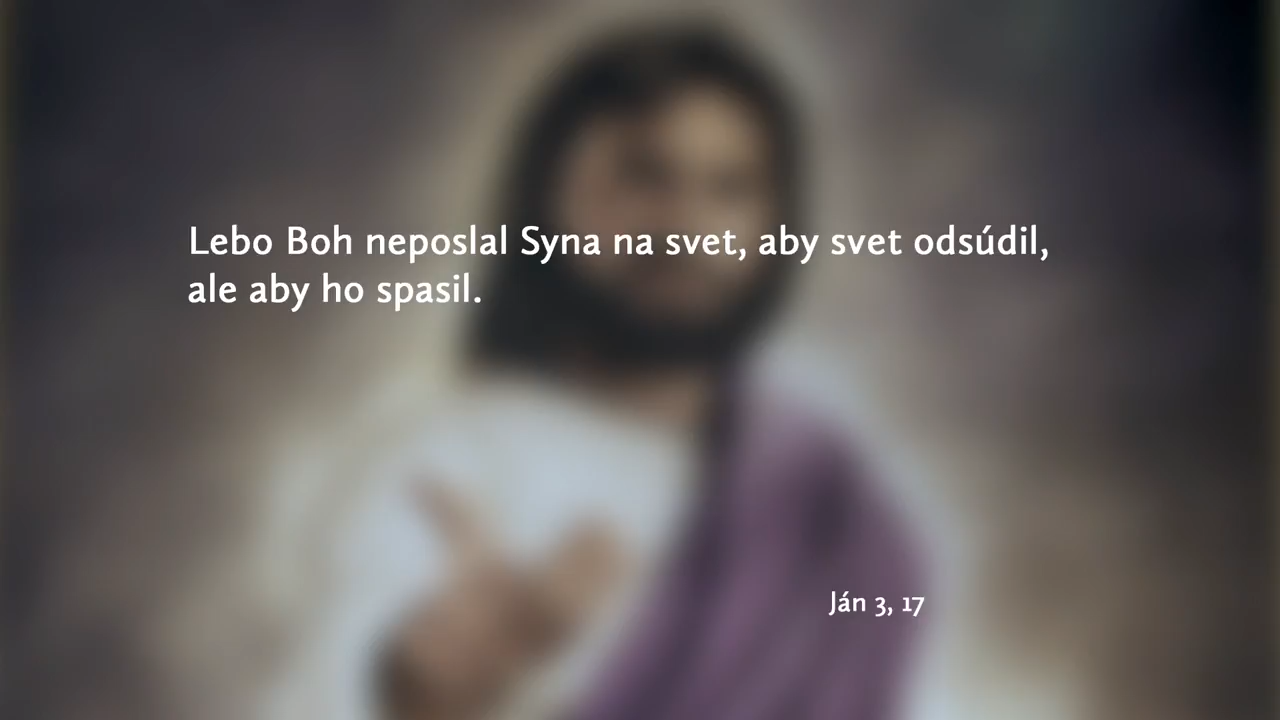 Lebo Boh neposlal Syna na svet, aby svet odsúdil,
ale aby ho spasil.
Ján 3, 17